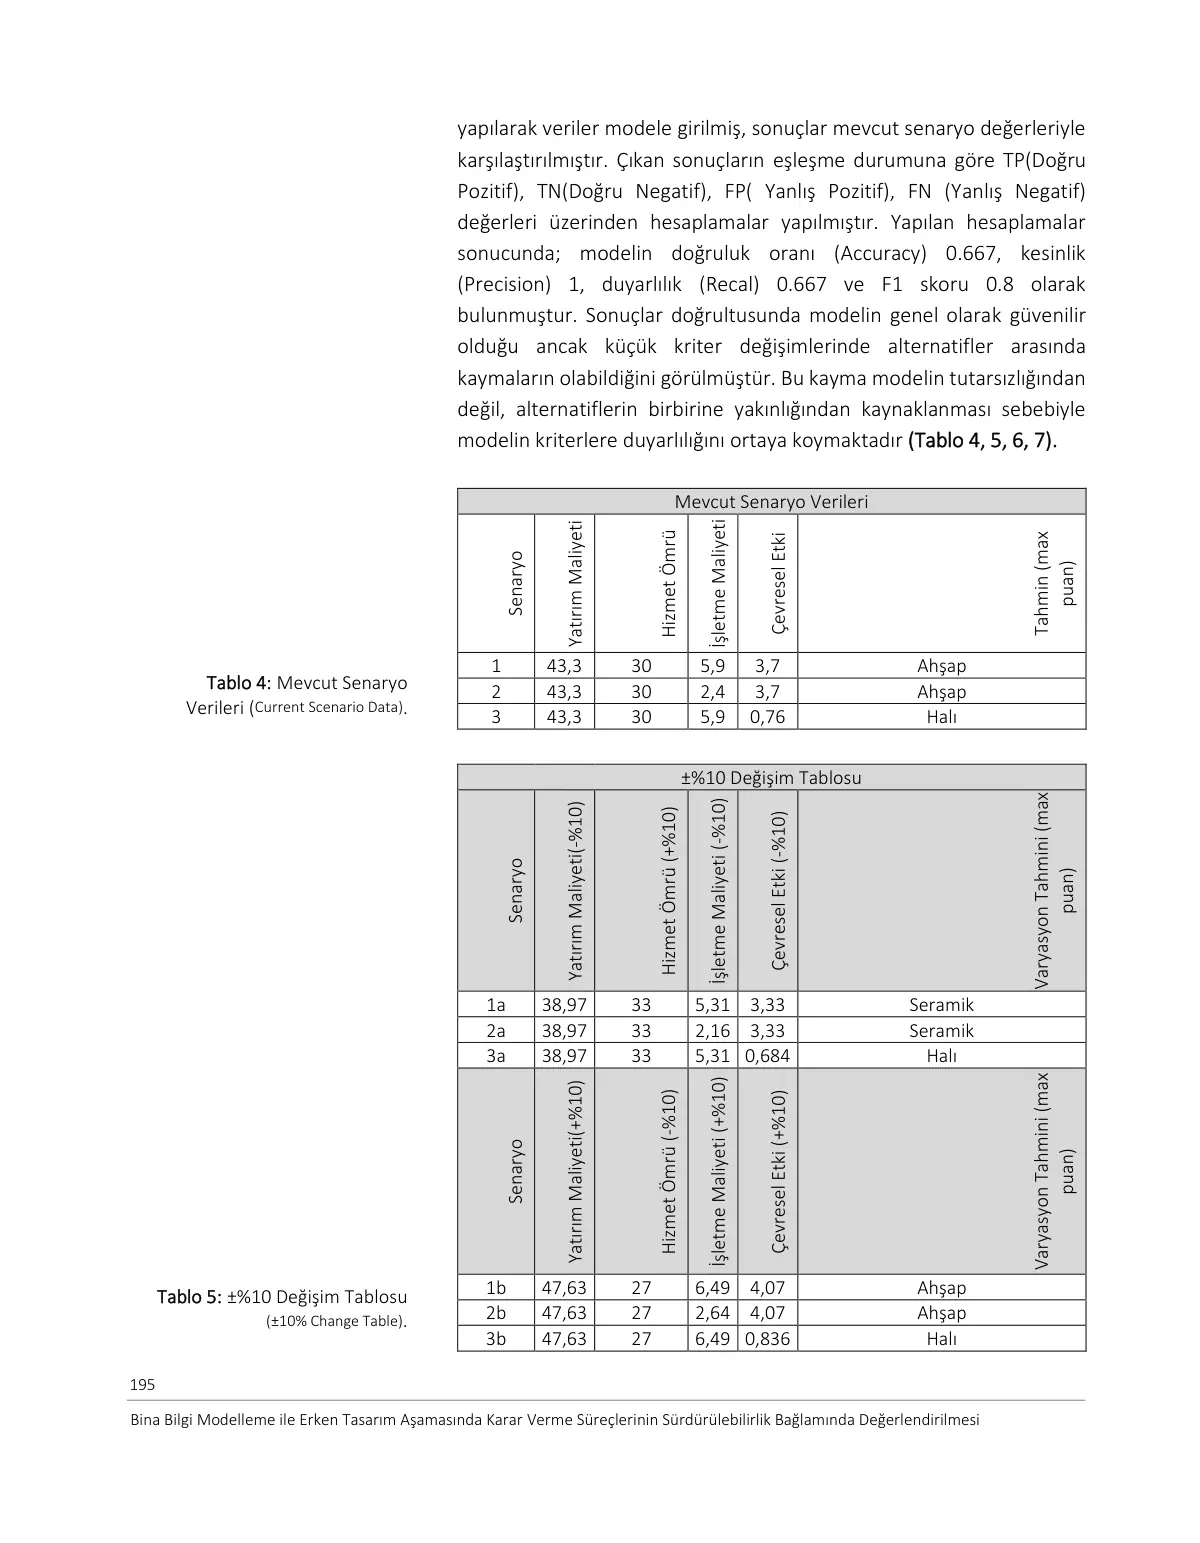 yapılarak veriler modele girilmiş, sonuçlar mevcut senaryo değerleriyle
karşılaştırılmıştır. Çıkan sonuçların eşleşme durumuna göre TP(Doğru
Pozitif), TN(Doğru Negatif), FP( Yanlış Pozitif), FN (Yanlış Negatif)
değerleri üzerinden hesaplamalar yapılmıştır. Yapılan hesaplamalar
sonucunda; modelin doğruluk oranı (Accuracy) 0.667, kesinlik
(Precision) 1, duyarlılık (Recal) 0.667 ve F1 skoru 0.8 olarak
bulunmuştur. Sonuçlar doğrultusunda modelin genel olarak güvenilir
olduğu ancak küçük kriter değişimlerinde alternatifler arasında
kaymaların olabildiğini görülmüştür. Bu kayma modelin tutarsızlığından
değil, alternatiflerin birbirine yakınlığından kaynaklanması sebebiyle
modelin kriterlere duyarlılığını ortaya koymaktadır (Tablo 4, 5, 6, 7).
Mevcut Senaryo Verileri
Senaryo Yatırım Maliyeti Hizmet Ömrü İşletme Maliyeti Çevresel Etki Tahmin (max puan)
1 43,3 30 5,9 3,7 Ahşap
2 43,3 30 2,4 3,7 Ahşap
3 43,3 30 5,9 0,76 Halı
Tablo 4: Mevcut Senaryo
Verileri (Current Scenario Data).
±%10 Değişim Tablosu
Senaryo Yatırım Maliyeti(-%10) Hizmet Ömrü (+%10) İşletme Maliyeti (-%10) Çevresel Etki (-%10) Varyasyon Tahmini (max puan)
1a 38,97 33 5,31 3,33 Seramik
2a 38,97 33 2,16 3,33 Seramik
3a 38,97 33 5,31 0,684 Halı
Senaryo Yatırım Maliyeti(+%10) Hizmet Ömrü (-%10) İşletme Maliyeti (+%10) Çevresel Etki (+%10) Varyasyon Tahmini (max puan)
1b 47,63 27 6,49 4,07 Ahşap
2b 47,63 27 2,64 4,07 Ahşap
3b 47,63 27 6,49 0,836 Halı
Tablo 5: ±%10 Değişim Tablosu
(±10% Change Table).
195
Bina Bilgi Modelleme ile Erken Tasarım Aşamasında Karar Verme Süreçlerinin Sürdürülebilirlik Bağlamında Değerlendirilmesi